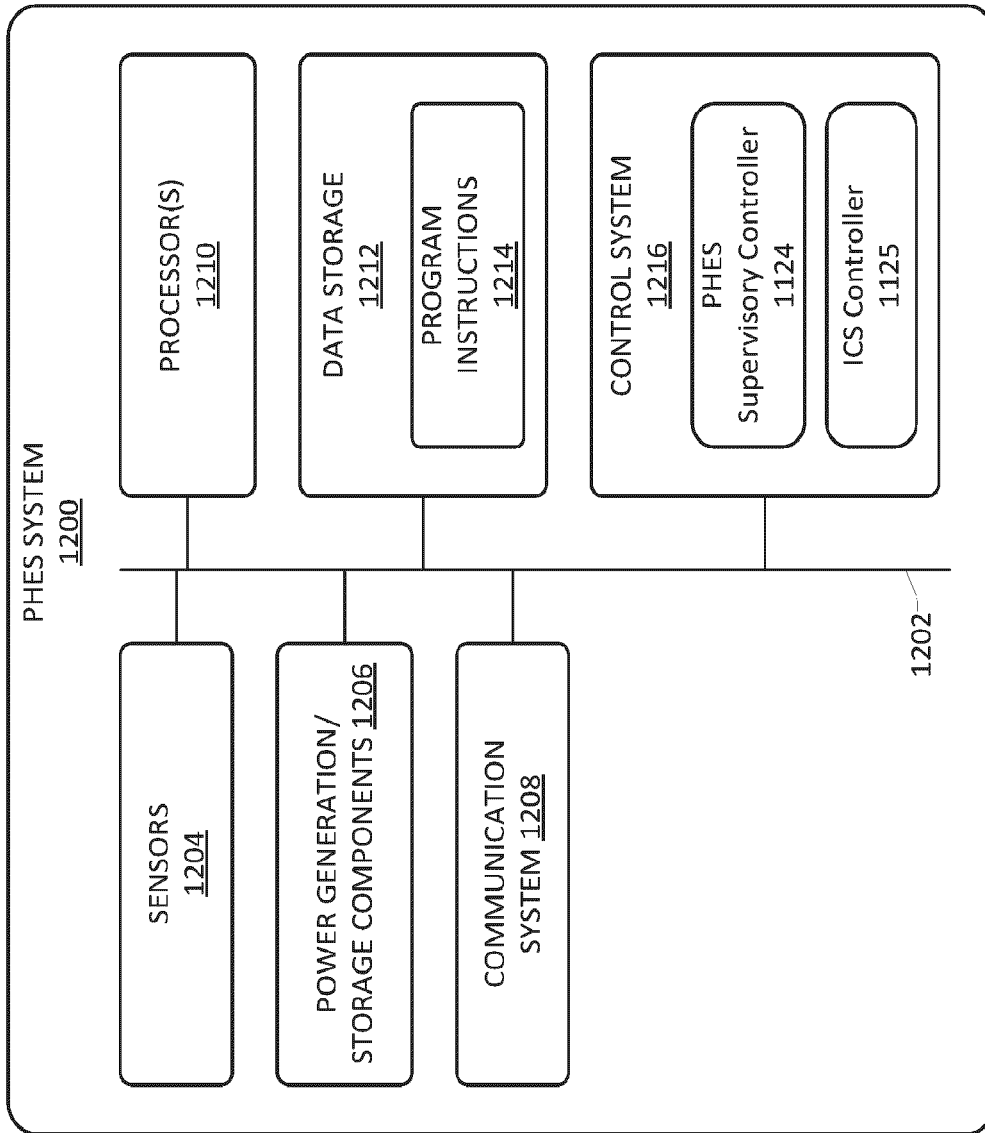 PHES SYSTEM
1200
SENSORS
1204
POWER GENERATION/
STORAGE COMPONENTS 1206
COMMUNICATION
SYSTEM 1208
PROCESSOR(S)
1210
DATA STORAGE
1212
PROGRAM
INSTRUCTIONS
1214
CONTROL SYSTEM
1216
PHES
Supervisory Controller
1124
ICS Controller
1125
1202